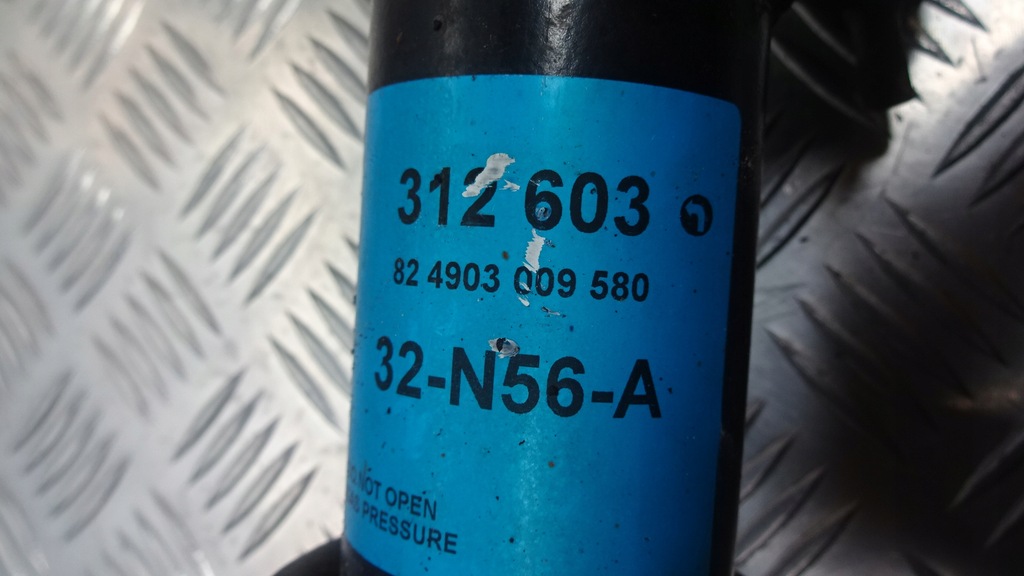 312 603
82 4903 009 580
32-N56-A
NOT OPEN
PRESSURE